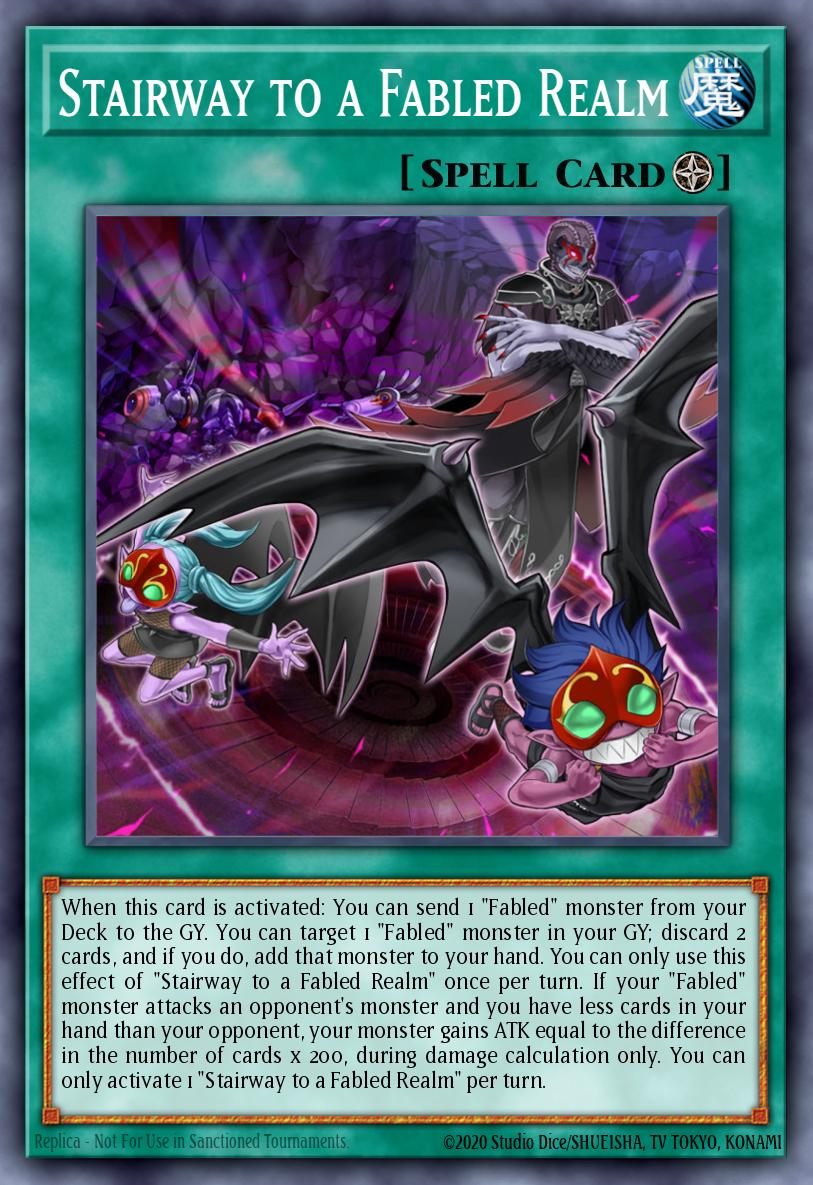 Stairway to a Fabled Realm
SPELL
魔
[Spell Card]
When this card is activated: You can send 1 "Fabled" monster from your
Deck to the GY. You can target 1 "Fabled" monster in your GY; discard 2
cards, and if you do, add that monster to your hand. You can only use this
effect of "Stairway to a Fabled Realm" once per turn. If your "Fabled"
monster attacks an opponent's monster and you have less cards in your
hand than your opponent, your monster gains ATK equal to the difference
in the number of cards x 200, during damage calculation only. You can
only activate 1 "Stairway to a Fabled Realm" per turn.
Replica - Not For Use in Sanctioned Tournaments.
©2020 Studio Dice/SHUEISHA, TV TOKYO, KONAMI